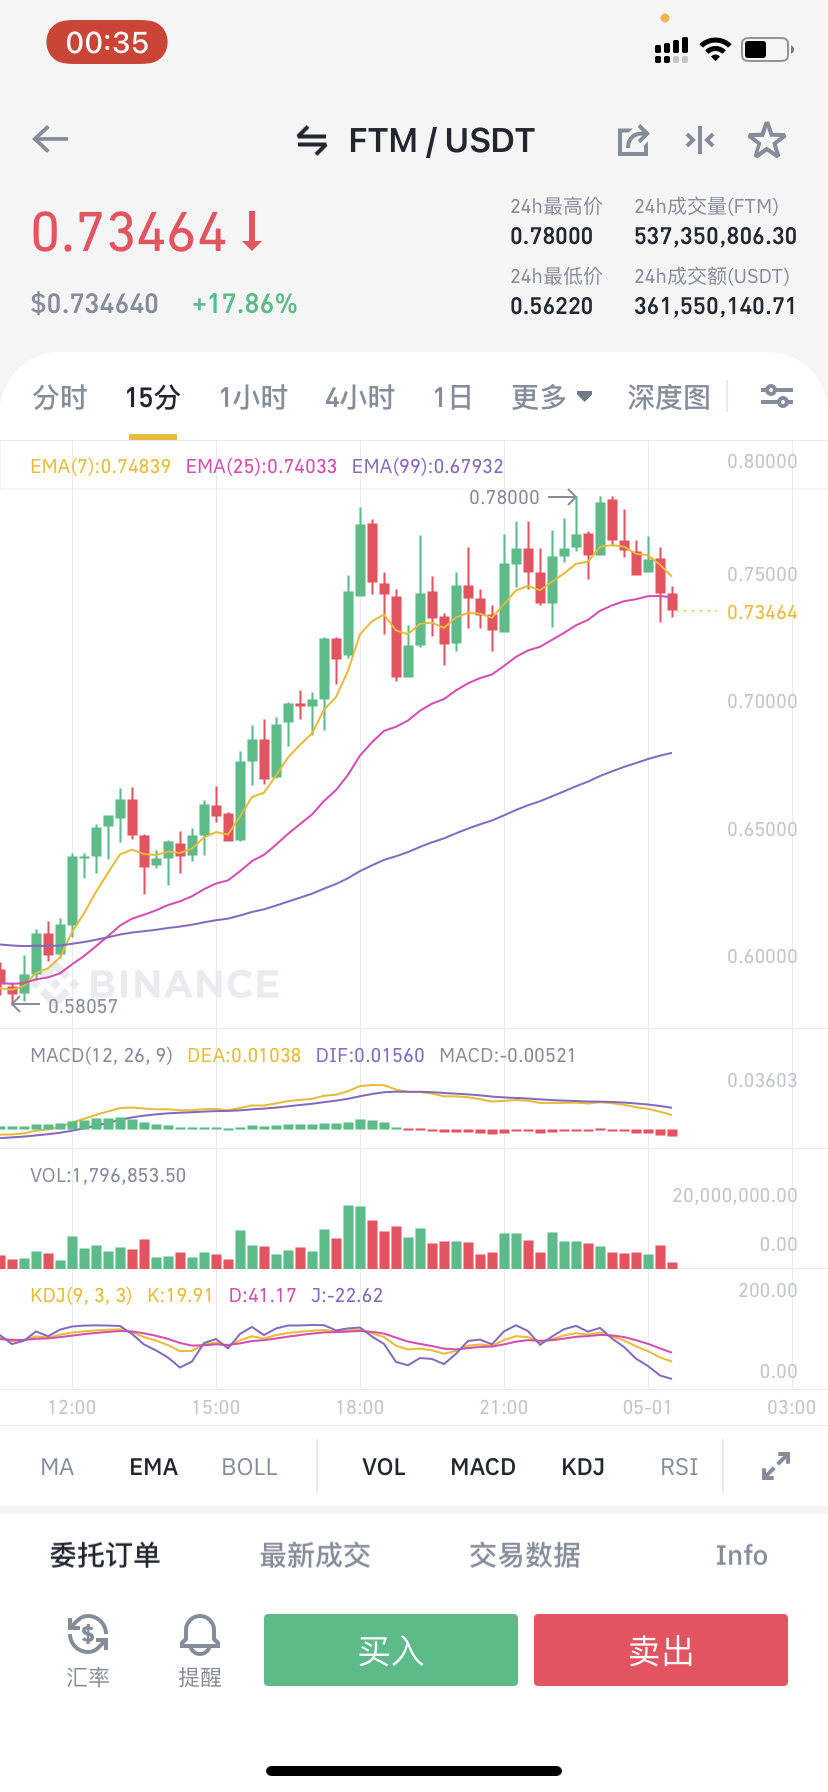 00:35
FTM / USDT
0.73464
$0.734640 +17.86%
24h最高价 24h成交量(FTM)
0.78000 537,350,806.30
24h最低价 24h成交额(USDT)
0.56220 361,550,140.71
分时 15分 1小时 4小时 1日 更多 深度图
EMA(7):0.74839 EMA(25):0.74033 EMA(99):0.67932
0.80000
0.78000
0.75000
0.73464
0.70000
0.65000
0.60000
BINANCE
0.58057
MACD(12, 26, 9) DEA:0.01038 DIF:0.01560 MACD:-0.00521
0.03603
VOL:1,796,853.50
20,000,000.00
0.00
KDJ(9, 3, 3) K:19.91 D:41.17 J:-22.62
200.00
0.00
12:00 15:00 18:00 21:00 05-01 03:00
MA EMA BOLL VOL MACD KDJ RSI
委托订单 最新成交 交易数据 Info
汇率 提醒 买入 卖出